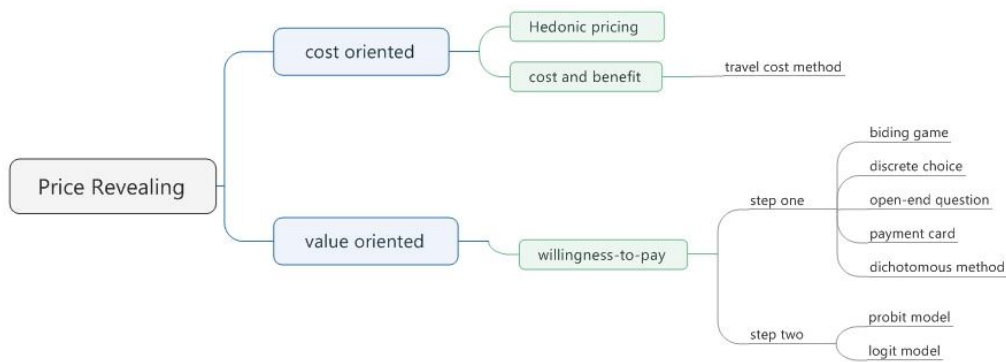 Price Revealing
cost oriented
Hedonic pricing
cost and benefit
travel cost method
value oriented
willingness-to-pay
step one
biding game
discrete choice
open-end question
payment card
dichotomous method
step two
probit model
logit model